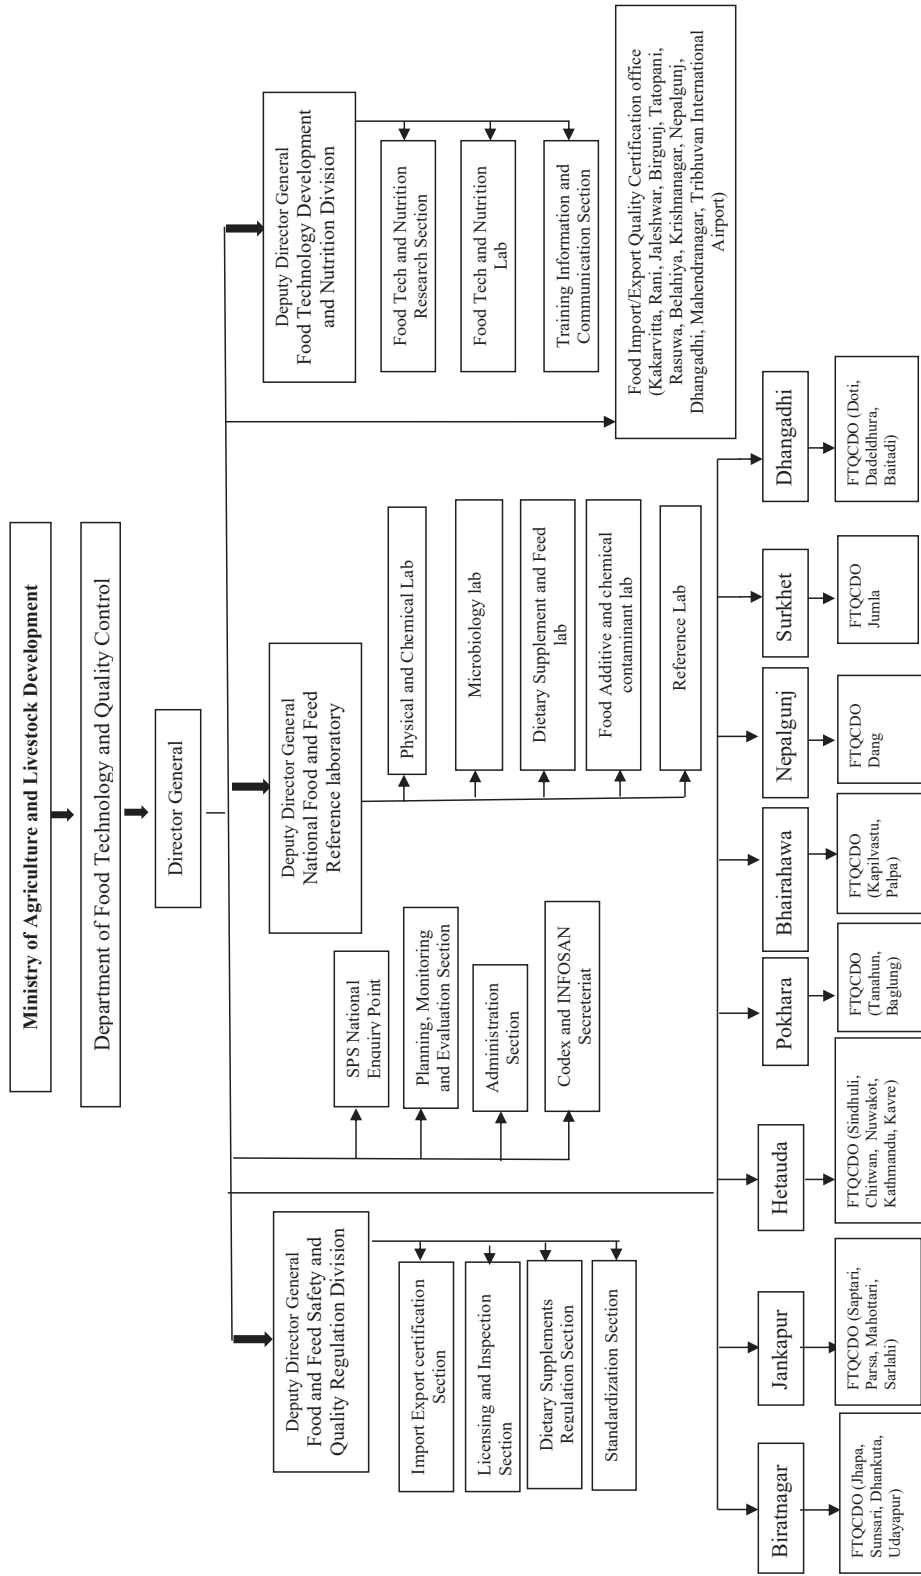 Ministry of Agriculture and Livestock Development
Department of Food Technology and Quality Control
Director General
Deputy Director General
Food and Feed Safety and
Quality Regulation Division
Import Export certification
Section
Licensing and Inspection
Section
Dietary Supplements
Regulation Section
Standardization Section
SPS National
Enquiry Point
Planning, Monitoring
and Evaluation Section
Administration
Section
Codex and INFOSAN
Secreteriat
Deputy Director General
National Food and Feed
Reference laboratory
Physical and Chemical Lab
Microbiology lab
Dietary Supplement and Feed
lab
Food Additive and chemical
contaminant lab
Reference Lab
Deputy Director General
Food Technology Development
and Nutrition Division
Food Tech and Nutrition
Research Section
Food Tech and Nutrition
Lab
Training Information and
Communication Section
Food Import/Export Quality Certification office
(Kakarvitta, Rani, Jaleshwar, Birgunj, Tatopani,
Rasuwa, Belahiya, Krishnanagar, Nepalgunj,
Dhangadhi, Mahendranagar, Tribhuvan International
Airport)
Biratnagar
FTQCDO (Jhapa,
Sunsari, Dhankuta,
Udayapur
Jankapur
FTQCDO (Saptari,
Parsa, Mahottari,
Sarlahi)
Hetauda
FTQCDO (Sindhuli,
Chitwan, Nuwakot,
Kathmandu, Kavre)
Pokhara
FTQCDO
(Tanahun,
Baglung)
Bhairahawa
FTQCDO
(Kapilvastu,
Palpa)
Nepalgunj
FTQCDO
Dang
Surkhet
FTQCDO
Jumla
Dhangadhi
FTQCDO (Doti,
Dadeldhura,
Baitadi)